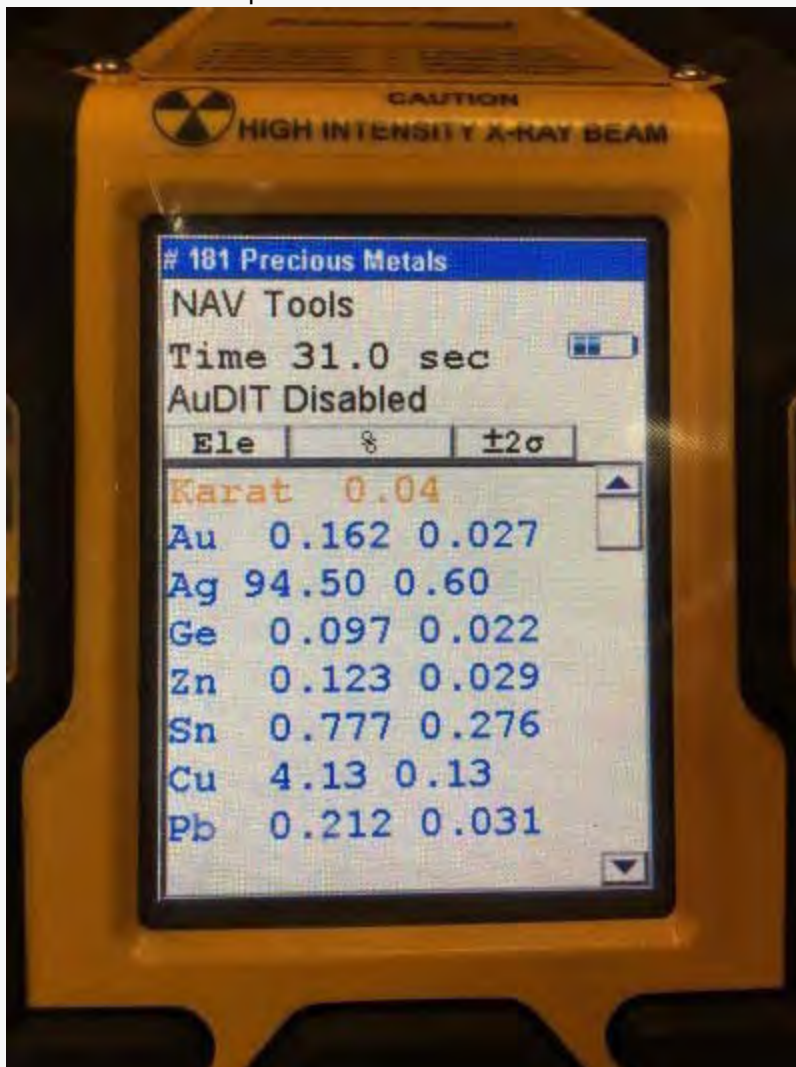 CAUTION
HIGH INTENSITY X-RAY BEAM
# 181 Precious Metals
NAV Tools
Time 31.0 sec
AuDIT Disabled
Ele % ±2σ
Karat 0.04
Au 0.162 0.027
Ag 94.50 0.60
Ge 0.097 0.022
Zn 0.123 0.029
Sn 0.777 0.276
Cu 4.13 0.13
Pb 0.212 0.031